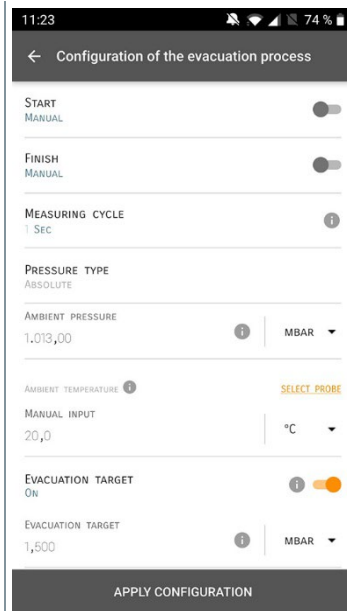 11:23
74 %
Configuration of the evacuation process
START
MANUAL
FINISH
MANUAL
MEASURING CYCLE
1 SEC
PRESSURE TYPE
ABSOLUTE
AMBIENT PRESSURE
1.013,00
MBAR
AMBIENT TEMPERATURE
SELECT PROBE
MANUAL INPUT
20,0
°C
EVACUATION TARGET
ON
EVACUATION TARGET
1,500
MBAR
APPLY CONFIGURATION